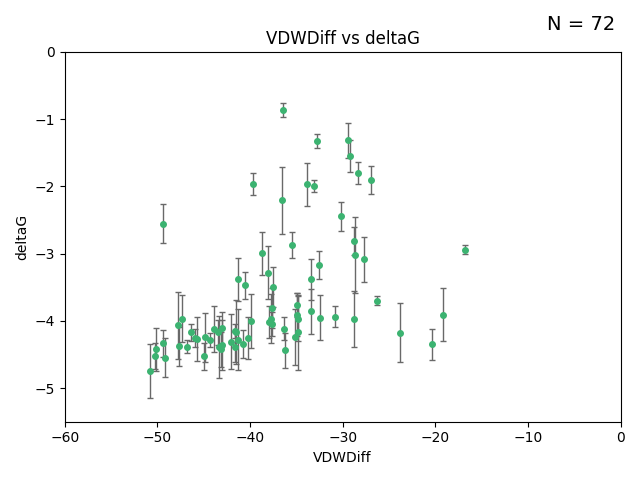 N = 72
VDWDiff vs deltaG
0
−1
−2
−3
−4
−5
deltaG
−60 −50 −40 −30 −20 −10 0
VDWDiff